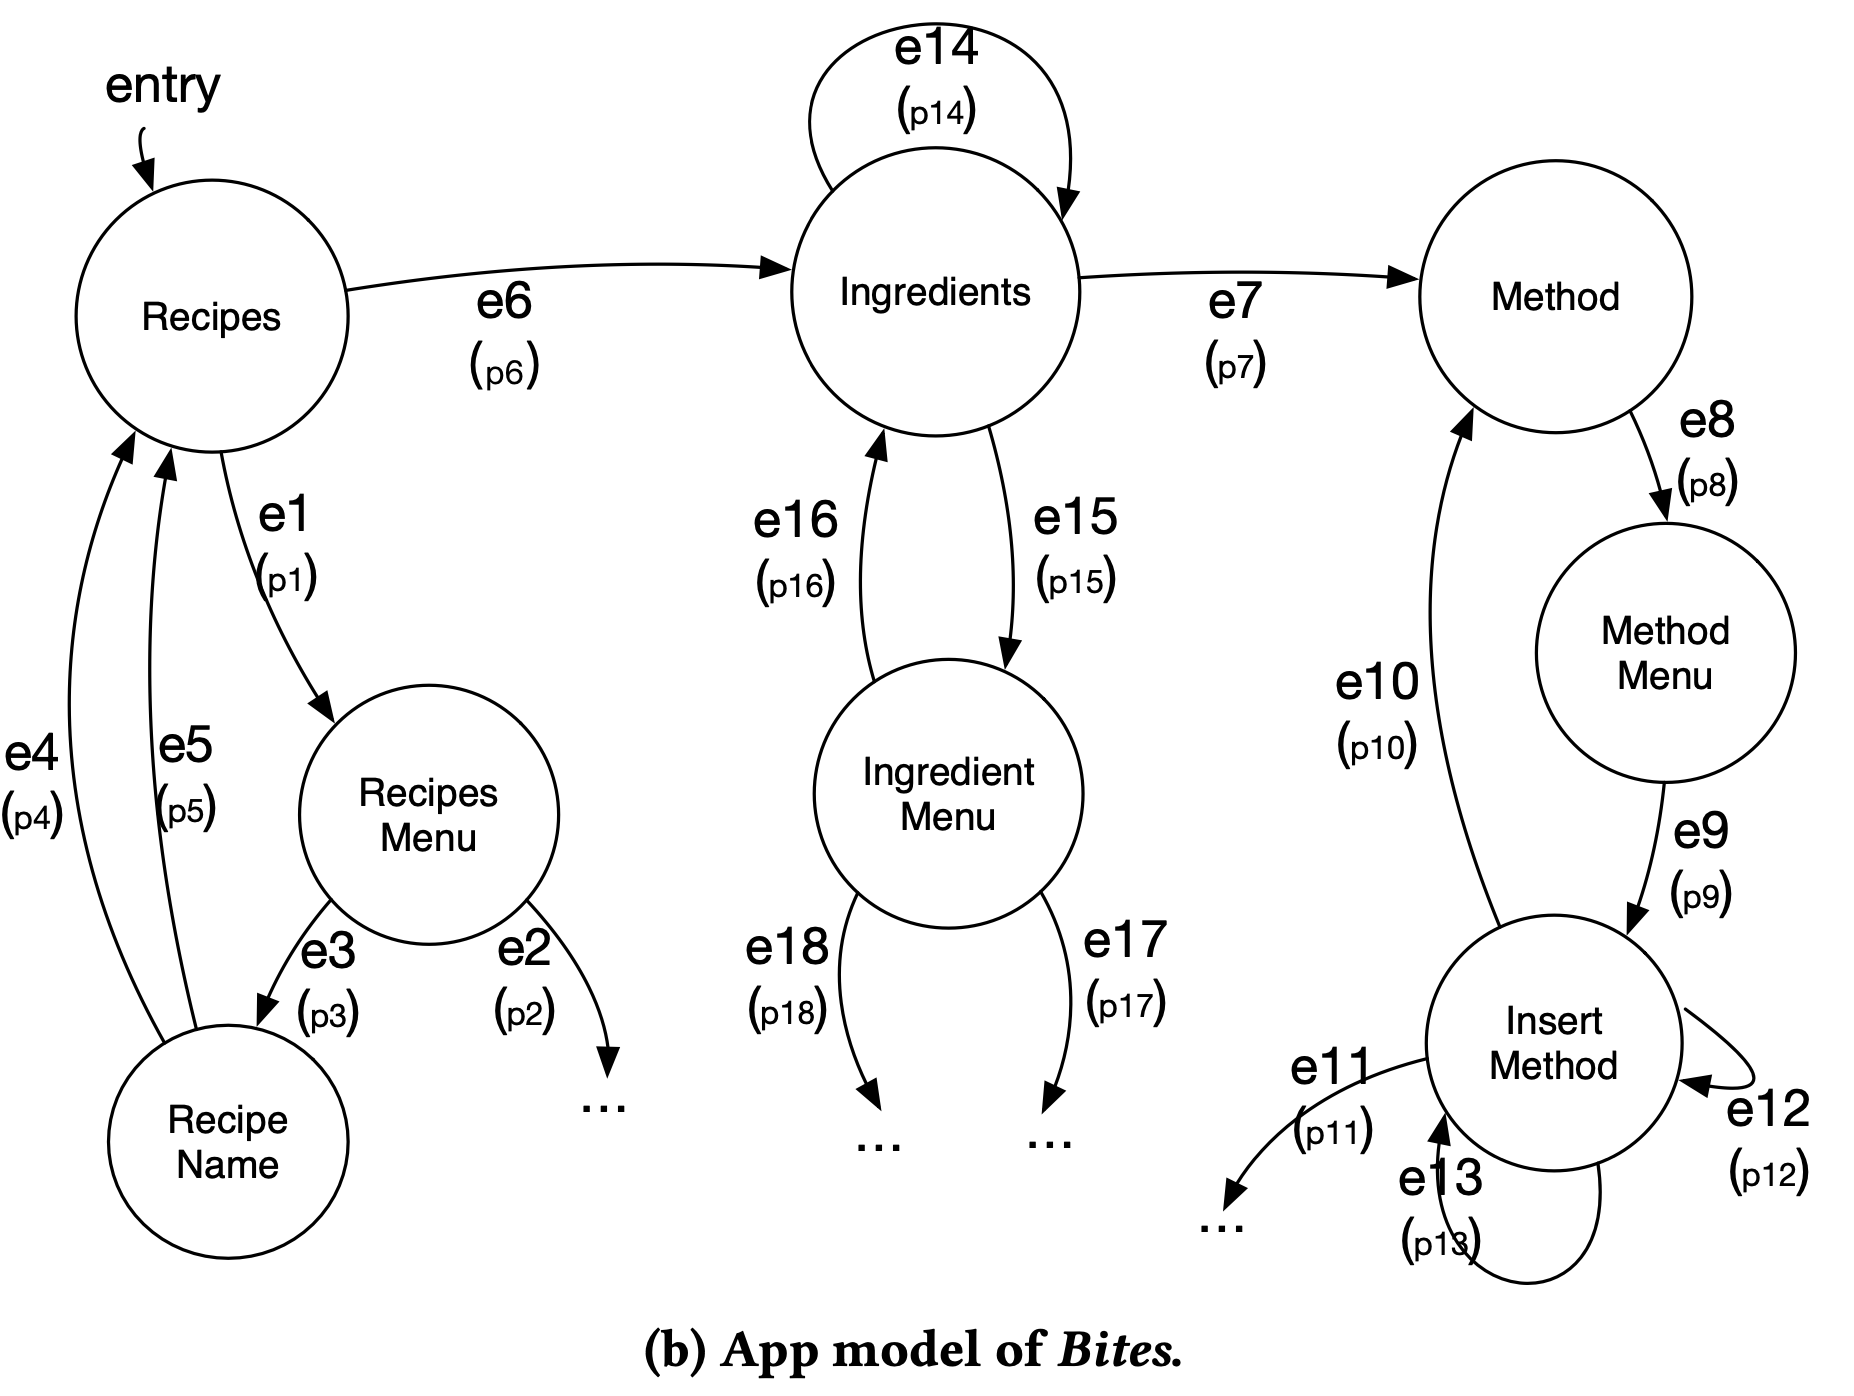 entry
e14
(p14)
Recipes
e6
(p6)
Ingredients
e7
(p7)
Method
e8
(p8)
e1
(p1)
e16
(p16)
e15
(p15)
Method
Menu
e10
(p10)
e4
(p4)
e5
(p5)
Recipes
Menu
Ingredient
Menu
e9
(p9)
e3
(p3)
e2
(p2)
...
e18
(p18)
e17
(p17)
...
...
Recipe
Name
Insert
Method
e11
(p11)
...
e12
(p12)
e13
(p13)
(b) App model of Bites.